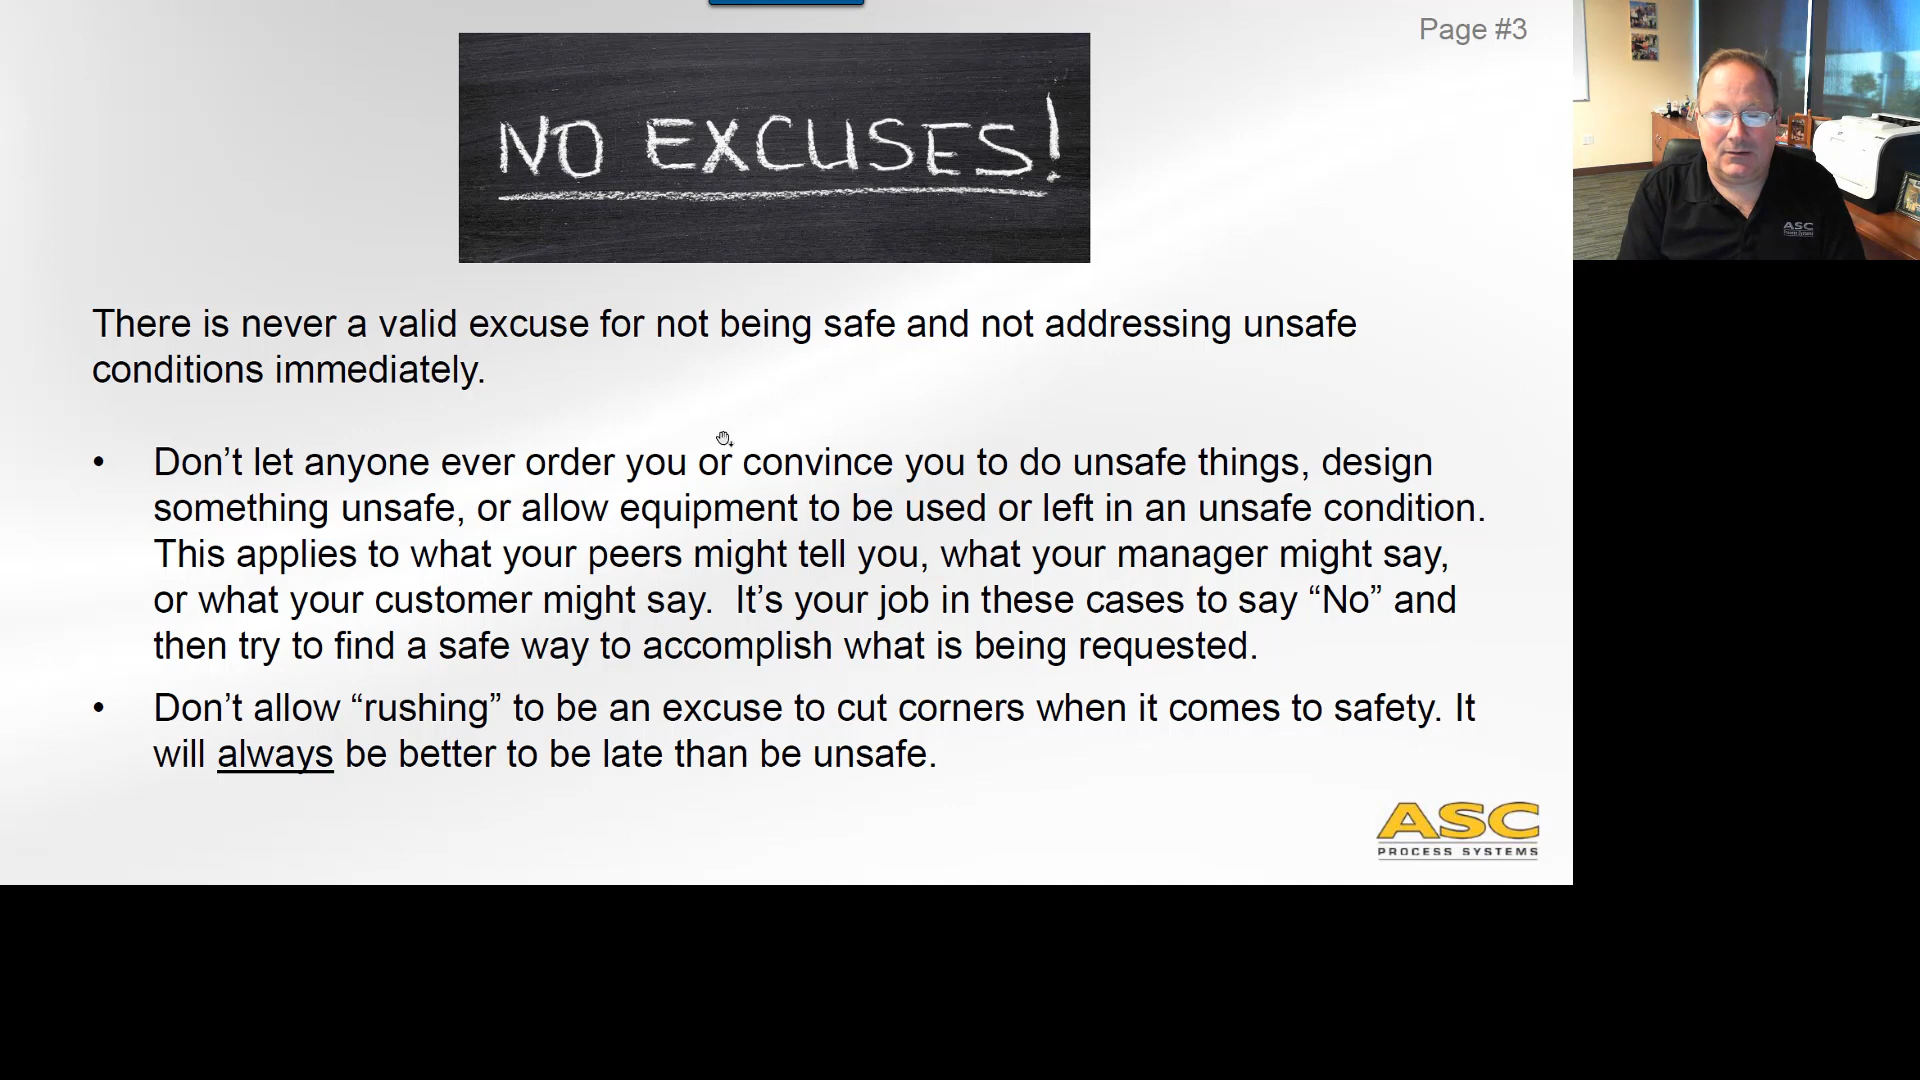 Page #3
NO EXCUSES!
There is never a valid excuse for not being safe and not addressing unsafe
conditions immediately.
• Don’t let anyone ever order you or convince you to do unsafe things, design
something unsafe, or allow equipment to be used or left in an unsafe condition.
This applies to what your peers might tell you, what your manager might say,
or what your customer might say.  It’s your job in these cases to say “No” and
then try to find a safe way to accomplish what is being requested.
• Don’t allow “rushing” to be an excuse to cut corners when it comes to safety. It
will always be better to be late than be unsafe.
ASC
PROCESS SYSTEMS
ASC
Process Systems